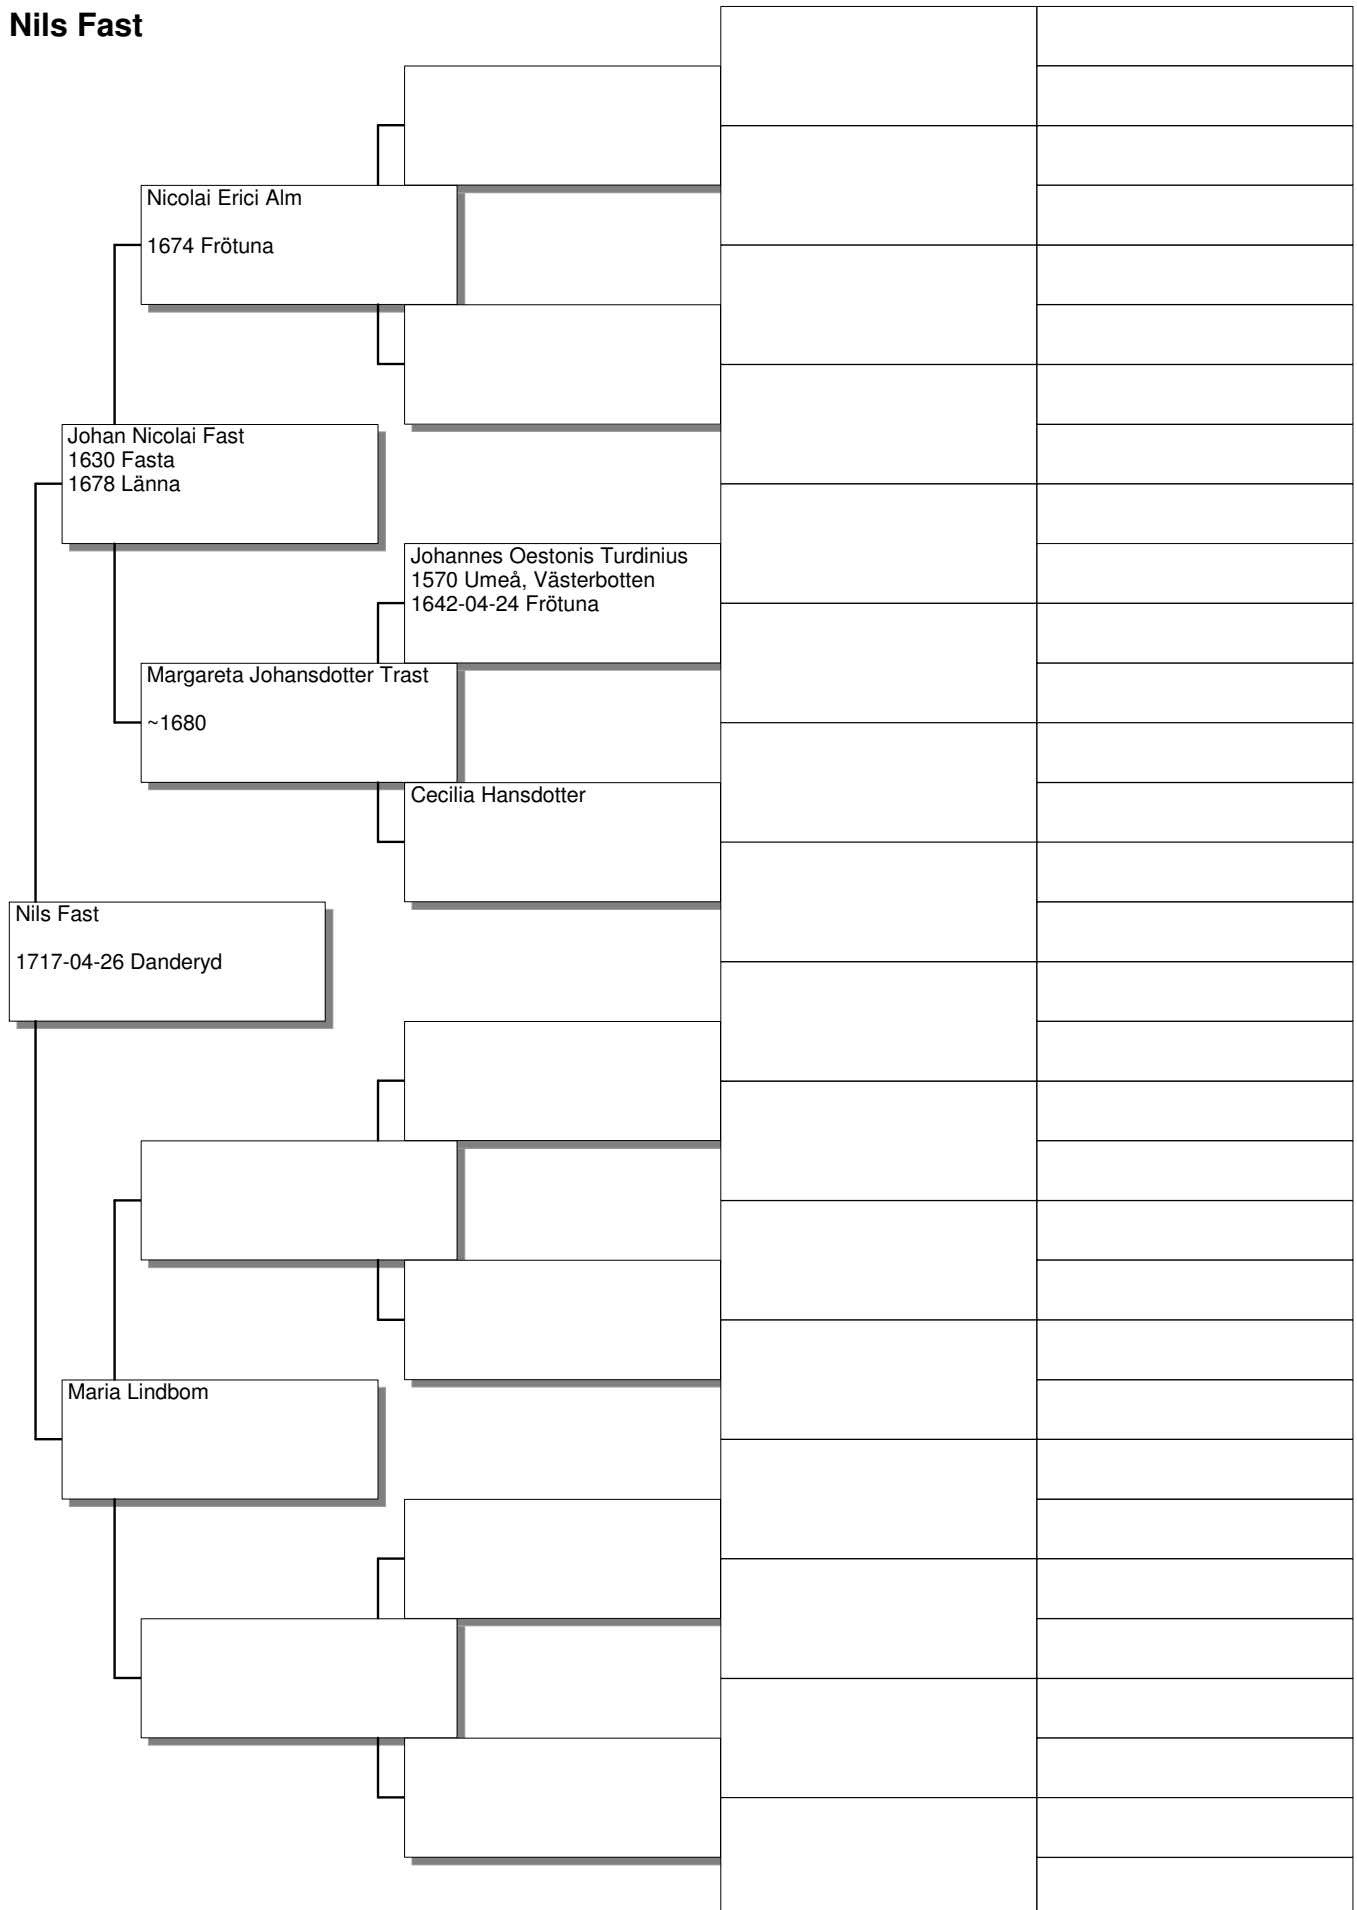 Nils Fast
Nicolai Erici Alm
1674 Frötuna
Johan Nicolai Fast
1630 Fasta
1678 Länna
Johannes Oestonis Turdinius
1570 Umeå, Västerbotten
1642-04-24 Frötuna
Margareta Johansdotter Trast
~1680
Cecilia Hansdotter
Nils Fast
1717-04-26 Danderyd
Maria Lindbom